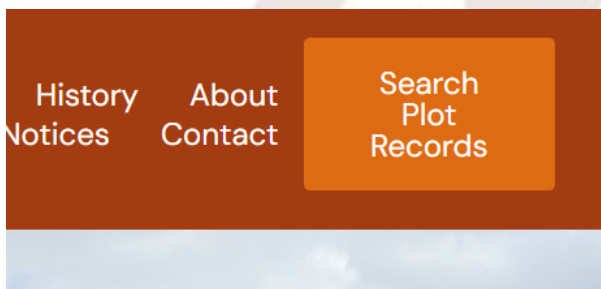 History About
Notices Contact
Search
Plot
Records